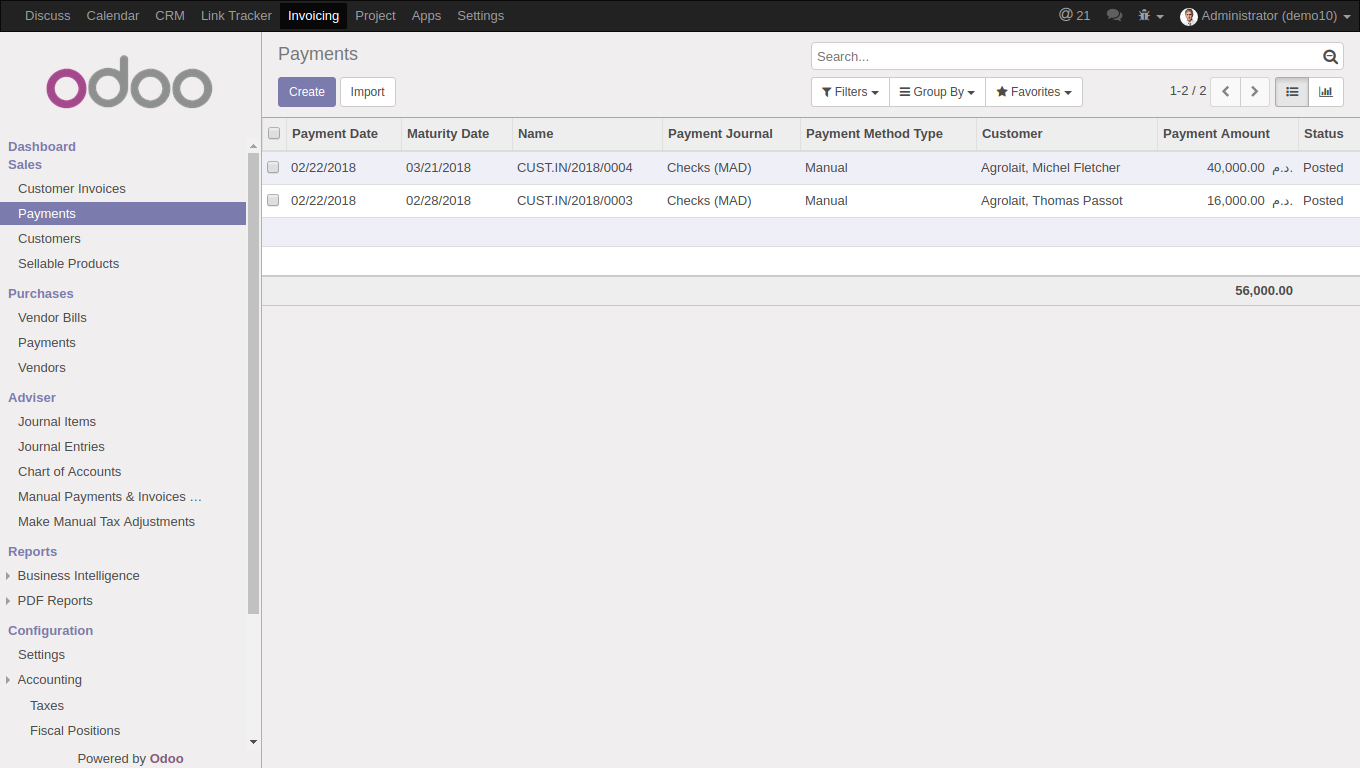 Discuss Calendar CRM Link Tracker Invoicing Project Apps Settings @ 21 Administrator (demo10)
odoo
Dashboard
Sales
Customer Invoices
Payments
Customers
Sellable Products
Purchases
Vendor Bills
Payments
Vendors
Adviser
Journal Items
Journal Entries
Chart of Accounts
Manual Payments & Invoices …
Make Manual Tax Adjustments
Reports
Business Intelligence
PDF Reports
Configuration
Settings
Accounting
Taxes
Fiscal Positions
Powered by Odoo
Payments
Search...
Create Import Filters Group By Favorites 1-2 / 2
Payment Date Maturity Date Name Payment Journal Payment Method Type Customer Payment Amount Status
02/22/2018 03/21/2018 CUST.IN/2018/0004 Checks (MAD) Manual Agrolait, Michel Fletcher 40,000.00 د.م. Posted
02/22/2018 02/28/2018 CUST.IN/2018/0003 Checks (MAD) Manual Agrolait, Thomas Passot 16,000.00 د.م. Posted
56,000.00